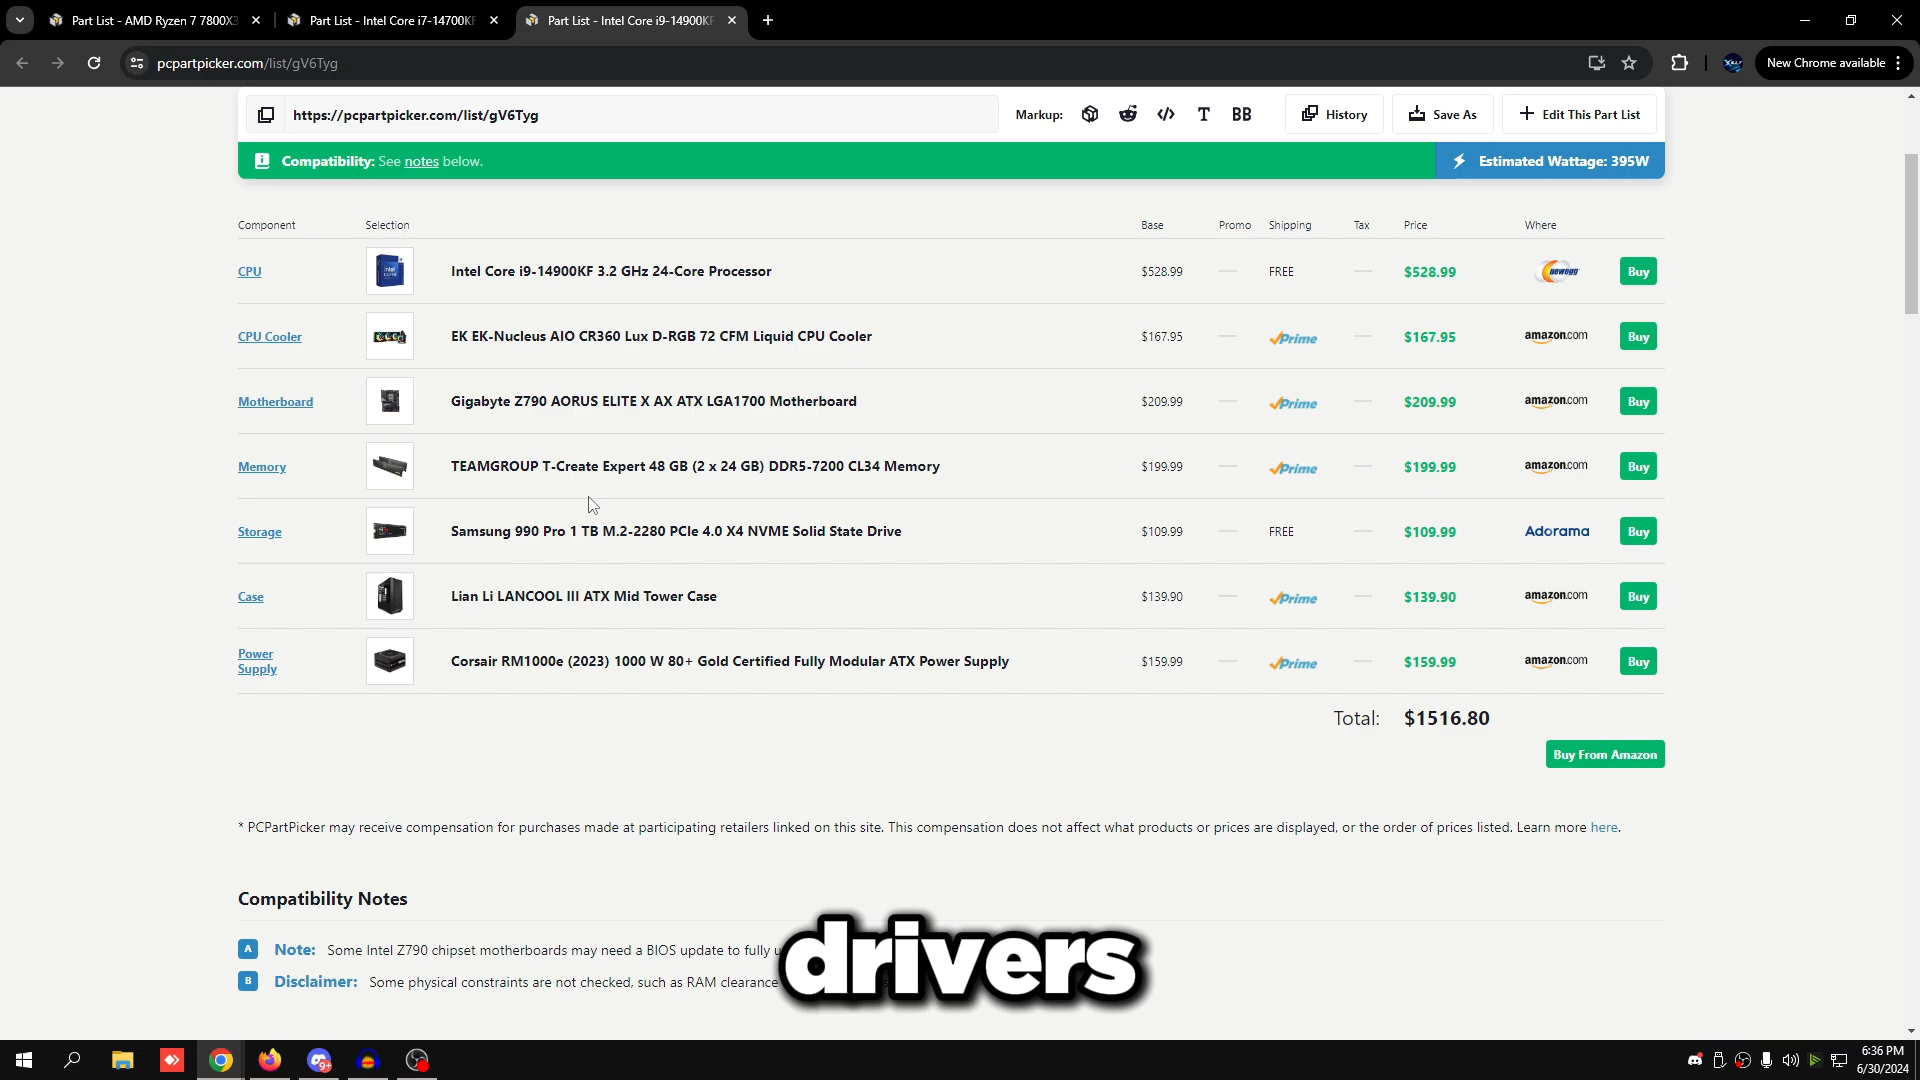 Part List - AMD Ryzen 7 7800X3
Part List - Intel Core i7-14700KF
Part List - Intel Core i9-14900KF
pcpartpicker.com/list/gV6Tyg
New Chrome available
https://pcpartpicker.com/list/gV6Tyg
Markup:
T
BB
History
Save As
Edit This Part List
Compatibility: See notes below.
Estimated Wattage: 395W
Component Selection Base Promo Shipping Tax Price Where
CPU Intel Core i9-14900KF 3.2 GHz 24-Core Processor $528.99 — FREE — $528.99 newegg Buy
CPU Cooler EK EK-Nucleus AIO CR360 Lux D-RGB 72 CFM Liquid CPU Cooler $167.95 — Prime — $167.95 amazon.com Buy
Motherboard Gigabyte Z790 AORUS ELITE X AX ATX LGA1700 Motherboard $209.99 — Prime — $209.99 amazon.com Buy
Memory TEAMGROUP T-Create Expert 48 GB (2 x 24 GB) DDR5-7200 CL34 Memory $199.99 — Prime — $199.99 amazon.com Buy
Storage Samsung 990 Pro 1 TB M.2-2280 PCIe 4.0 X4 NVME Solid State Drive $109.99 — FREE — $109.99 Adorama Buy
Case Lian Li LANCOOL III ATX Mid Tower Case $139.90 — Prime — $139.90 amazon.com Buy
Power
Supply Corsair RM1000e (2023) 1000 W 80+ Gold Certified Fully Modular ATX Power Supply $159.99 — Prime — $159.99 amazon.com Buy
Total: $1516.80
Buy From Amazon
* PCPartPicker may receive compensation for purchases made at participating retailers linked on this site. This compensation does not affect what products or prices are displayed, or the order of prices listed. Learn more here.
Compatibility Notes
A Note: Some Intel Z790 chipset motherboards may need a BIOS update to fully
B Disclaimer: Some physical constraints are not checked, such as RAM clearance
drivers
9+
6:36 PM
6/30/2024